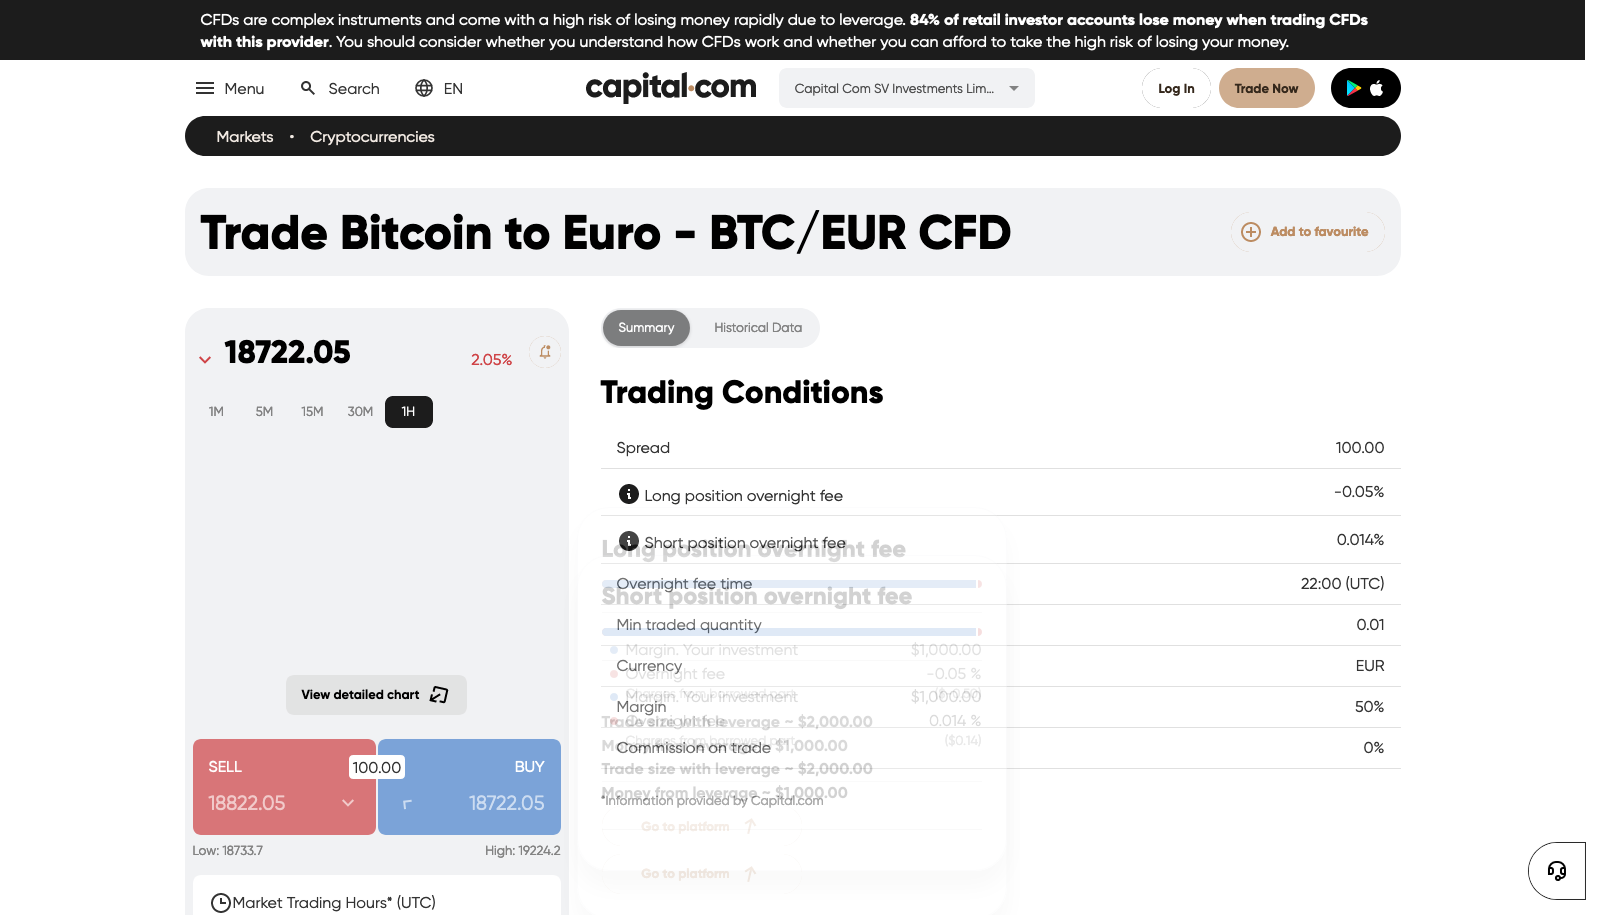 CFDs are complex instruments and come with a high risk of losing money rapidly due to leverage. 84% of retail investor accounts lose money when trading CFDs
with this provider. You should consider whether you understand how CFDs work and whether you can afford to take the high risk of losing your money.
Menu
Search
EN
capital.com
Capital Com SV Investments Lim...
Log In
Trade Now
Markets • Cryptocurrencies
Trade Bitcoin to Euro - BTC/EUR CFD
Add to favourite
18722.05
2.05%
1M 5M 15M 30M 1H
View detailed chart
SELL
18822.05
100.00
BUY
18722.05
Low: 18733.7
High: 19224.2
Market Trading Hours* (UTC)
Summary
Historical Data
Trading Conditions
Spread 100.00
Long position overnight fee -0.05%
Short position overnight fee 0.014%
Overnight fee time 22:00 (UTC)
Min traded quantity 0.01
Currency EUR
Margin 50%
Commission on trade 0%
*Information provided by Capital.com
Long position overnight fee
Short position overnight fee
Margin. Your investment $1,000.00
Overnight fee -0.05 %
Margin. Your investment $1,000.00
Overnight fee 0.014 %
Charges from borrowed part ($0.14)
Trade size with leverage ~ $2,000.00
Trade size with leverage ~ $2,000.00
Money from leverage ~ $1,000.00
Go to platform
Go to platform